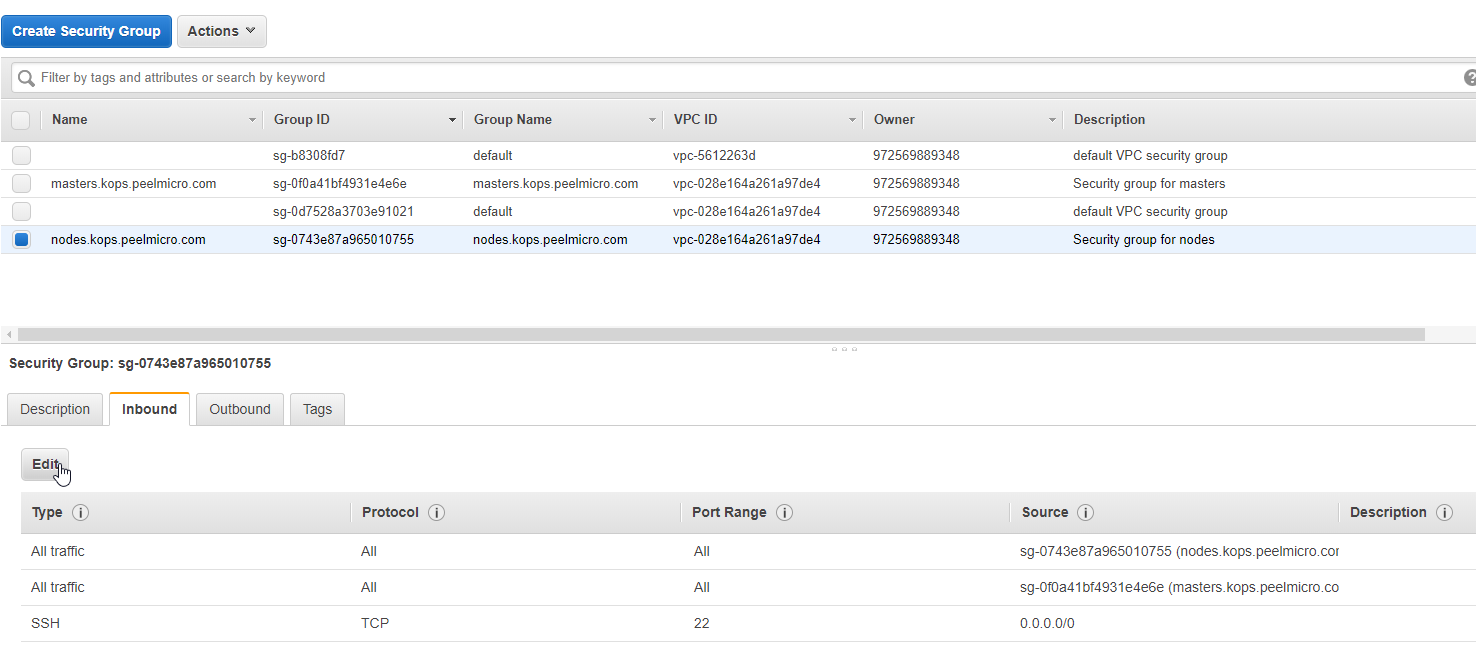 Create Security Group Actions
Filter by tags and attributes or search by keyword
Name Group ID Group Name VPC ID Owner Description
sg-b8308fd7 default vpc-5612263d 972569889348 default VPC security group
masters.kops.peelmicro.com sg-0f0a41bf4931e4e6e masters.kops.peelmicro.com vpc-028e164a261a97de4 972569889348 Security group for masters
sg-0d7528a3703e91021 default vpc-028e164a261a97de4 972569889348 default VPC security group
nodes.kops.peelmicro.com sg-0743e87a965010755 nodes.kops.peelmicro.com vpc-028e164a261a97de4 972569889348 Security group for nodes
Security Group: sg-0743e87a965010755
Description Inbound Outbound Tags
Edit
Type Protocol Port Range Source Description
All traffic All All sg-0743e87a965010755 (nodes.kops.peelmicro.cor
All traffic All All sg-0f0a41bf4931e4e6e (masters.kops.peelmicro.co
SSH TCP 22 0.0.0.0/0